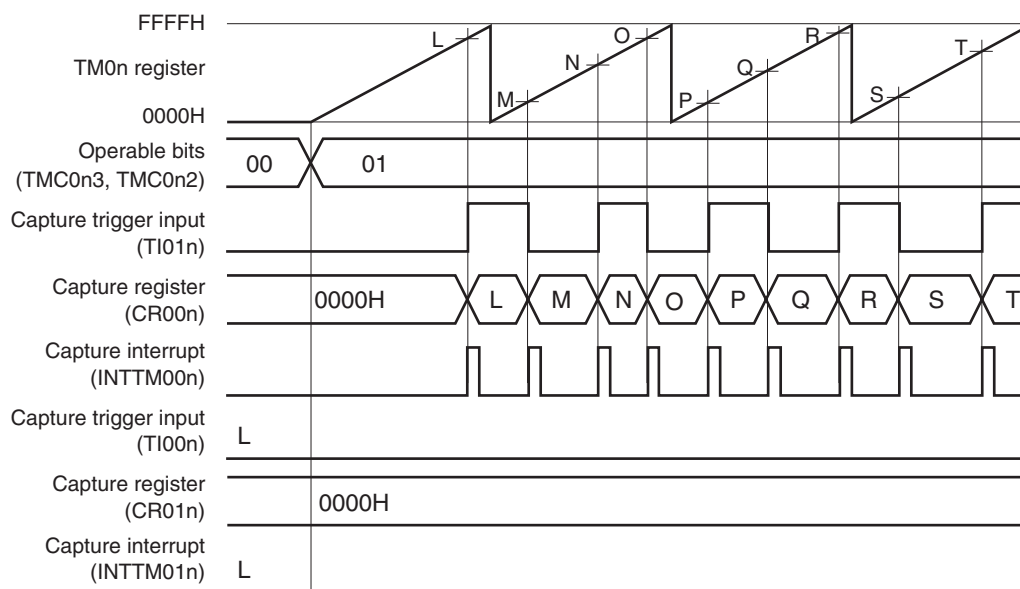 FFFFH
TM0n register
0000H
L
M
N
O
P
Q
R
S
T
Operable bits
(TMC0n3, TMC0n2)
00
01
Capture trigger input
(TI01n)
Capture register
(CR00n)
0000H
L
M
N
O
P
Q
R
S
T
Capture interrupt
(INTTM00n)
Capture trigger input
(TI00n)
L
Capture register
(CR01n)
0000H
Capture interrupt
(INTTM01n)
L